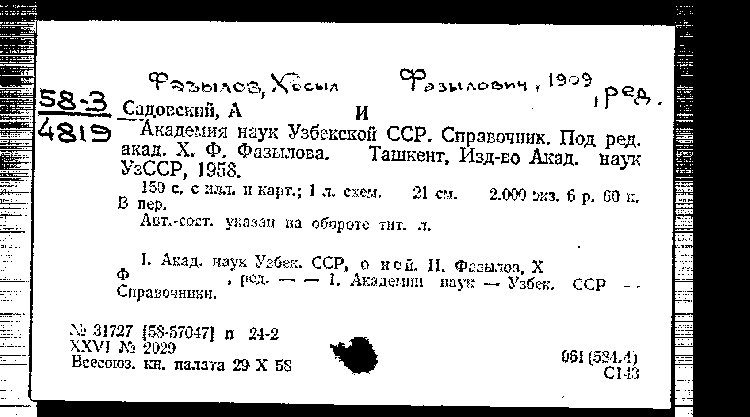 Фазылов, Хосыл Фазылович, 1909, ред.
58-3
4819
Садовский, А И
Академия наук Узбекской ССР. Справочник. Под ред.
акад. Х. Ф. Фазылова. Ташкент, Изд-во Акад. наук
УзССР, 1958.
150 с. с илл. и карт.; 1 л. схем. 21 см. 2.000 экз. 6 р. 60 к.
В пер.
Авт.-сост. указан на обороте тит. л.
I. Акад. наук Узбек. ССР, о ней. II. Фазылов, Х
Ф , ред. — — 1. Академии наук — Узбек. ССР --
Справочники.
№ 31727 [58-57047] п 24-2
XXVI № 2029
Всесоюз. кн. палата 29 X 58
061 (584.4)
С143